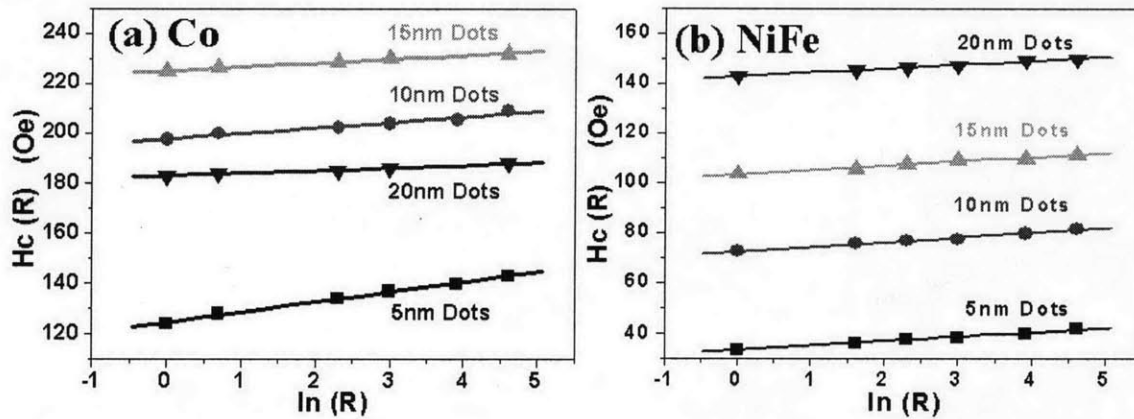 (a) Co
15nm Dots
10nm Dots
20nm Dots
5nm Dots
Hc (R) (Oe)
240
220
200
180
140
120
-1 0 1 2 3 4 5
ln (R)
(b) NiFe
20nm Dots
15nm Dots
10nm Dots
5nm Dots
Hc (R) (Oe)
160
140
120
100
80
60
40
-1 0 1 2 3 4 5
ln (R)